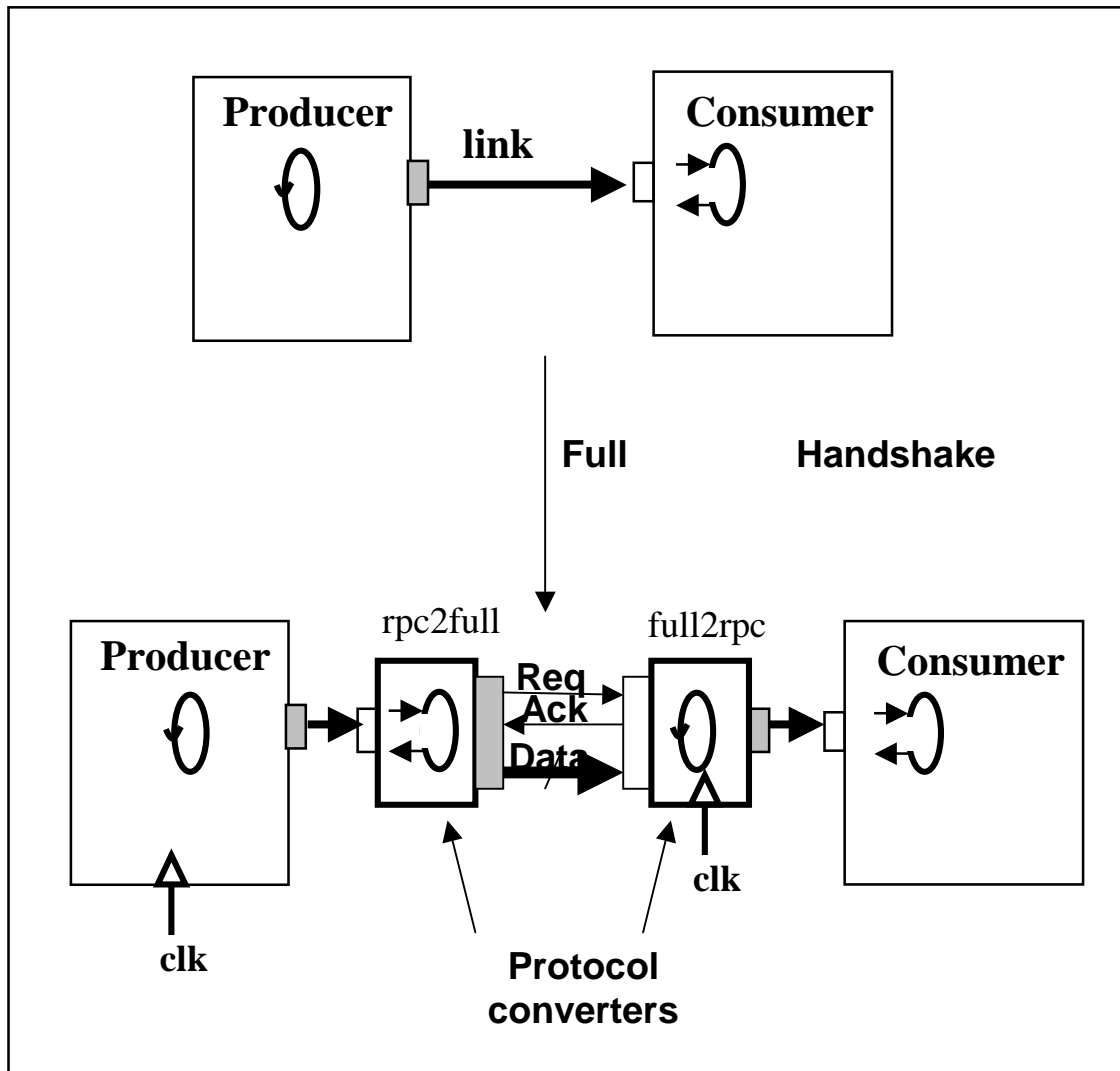 Producer
Consumer
link
Full Handshake
rpc2full
full2rpc
Producer
Consumer
Req
Ack
Data
clk
clk
Protocol
converters